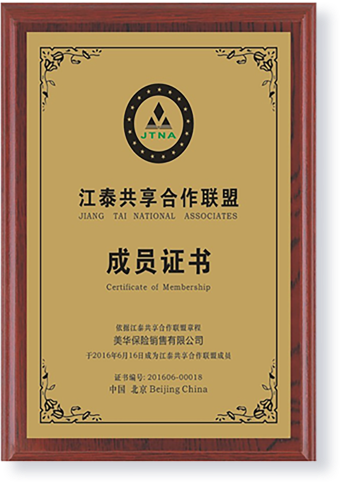 JTNA
江泰共享合作联盟
JIANG TAI NATIONAL ASSOCIATES
成员证书
Certificate of Membership
依据江泰共享合作联盟章程
美华保险销售有限公司
于2016年6月16日成为江泰共享合作联盟成员
证书编号: 201606-00018
中国 北京 Beijing China